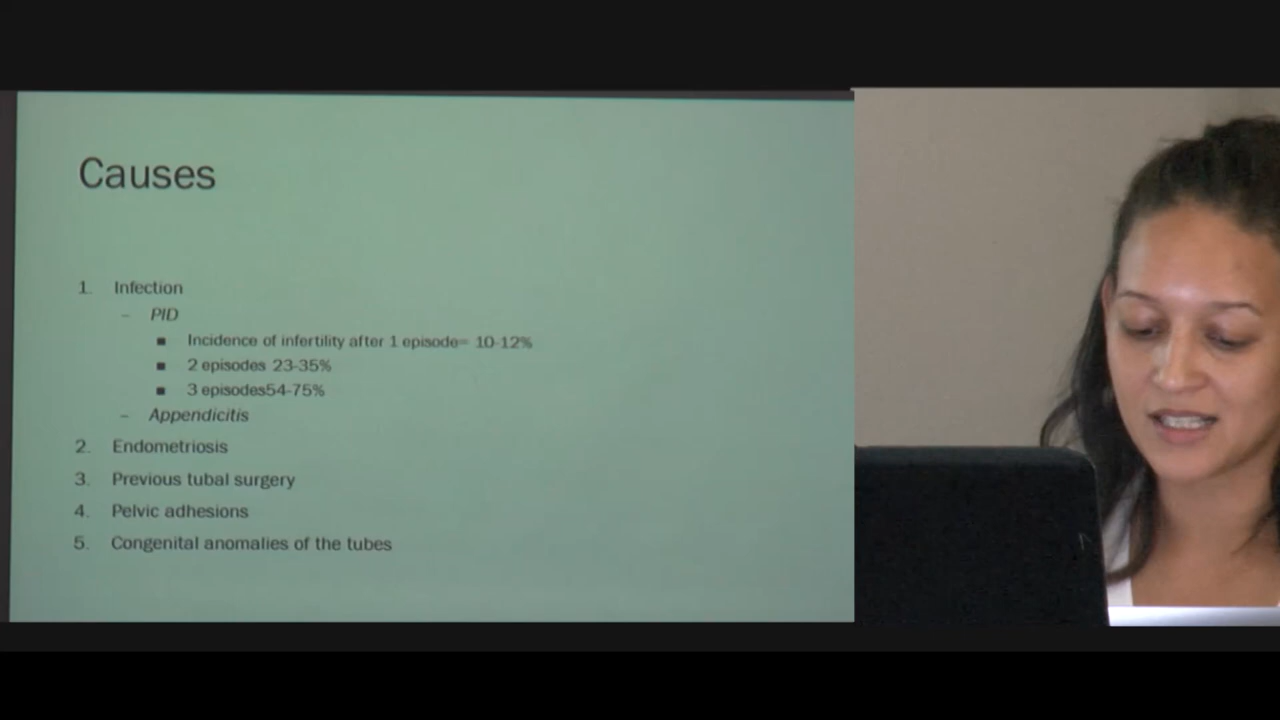 Causes
1. Infection
– PID
■ Incidence of infertility after 1 episode= 10-12%
■ 2 episodes 23-35%
■ 3 episodes54-75%
– Appendicitis
2. Endometriosis
3. Previous tubal surgery
4. Pelvic adhesions
5. Congenital anomalies of the tubes